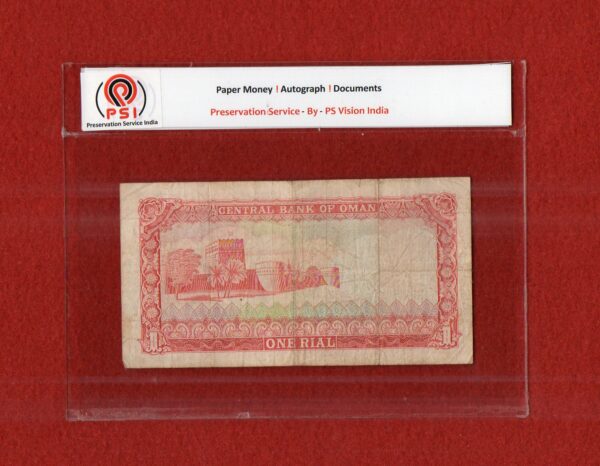 PSI
Preservation Service India
Paper Money ! Autograph ! Documents
Preservation Service - By - PS Vision India
CENTRAL BANK OF OMAN
1 ONE RIAL 1